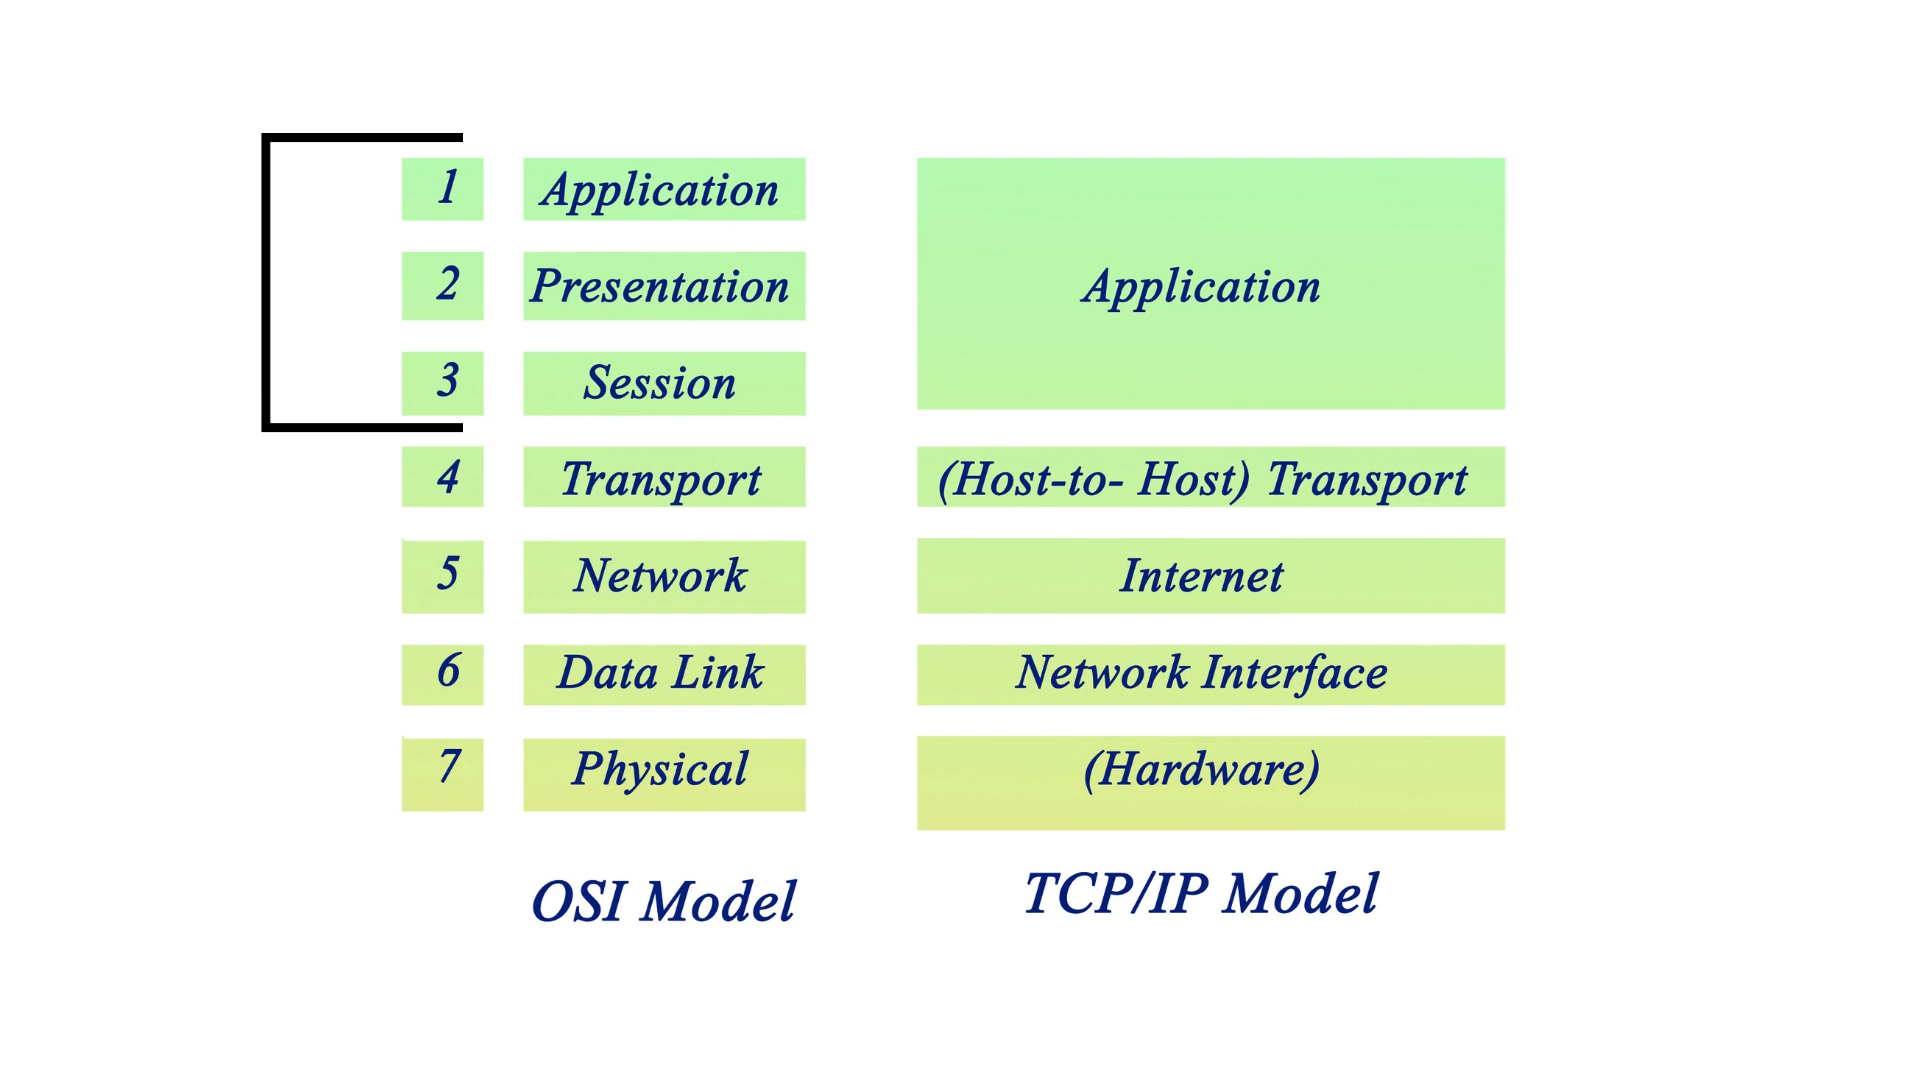 1 Application Application
2 Presentation
3 Session
4 Transport (Host-to- Host) Transport
5 Network Internet
6 Data Link Network Interface
7 Physical (Hardware)
OSI Model TCP/IP Model